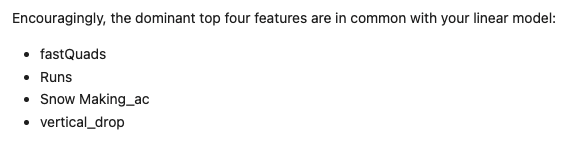 Encouragingly, the dominant top four features are in common with your linear model:
• fastQuads
• Runs
• Snow Making_ac
• vertical_drop